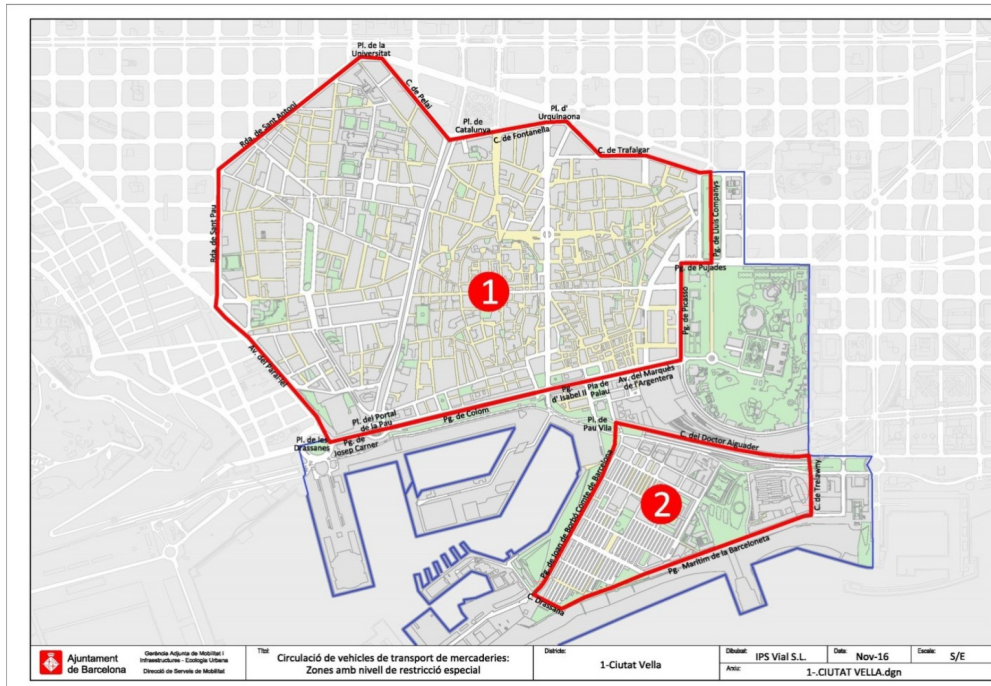 Pl. de la
Universitat
C. de Pelai
Rda. de Sant Antoni
Pl. de
Catalunya
C. de Fontanella
Pl. d'
Urquinaona
C. de Trafalgar
Pg. de Lluís Companys
Rda. de Sant Pau
Pg. de Pujades
1
Pg. de Picasso
Av. del Paral·lel
Av. del Marquès
de l'Argentera
Pla de
Palau
Pg.
d'Isabel II
Pg. de Colom
Pl. del Portal
de la Pau
Pl. de les
Drassanes
Pg. de
Josep Carner
Pl. de
Pau Vila
C. del Doctor Aiguader
C. de Trelawny
2
Pg. de Joan de Borbó Comte de Barcelona
Pg. Marítim de la Barceloneta
C. Drassana
Ajuntament
de Barcelona
Gerència Adjunta de Mobilitat i
Infraestructures - Ecologia Urbana
Direcció de Serveis de Mobilitat
Títol:
Circulació de vehicles de transport de mercaderies:
Zones amb nivell de restricció especial
Districte:
1-Ciutat Vella
Dibuixat:
IPS Vial S.L.
Data:
Nov-16
Escala:
S/E
Arxiu:
1-.CIUTAT VELLA.dgn